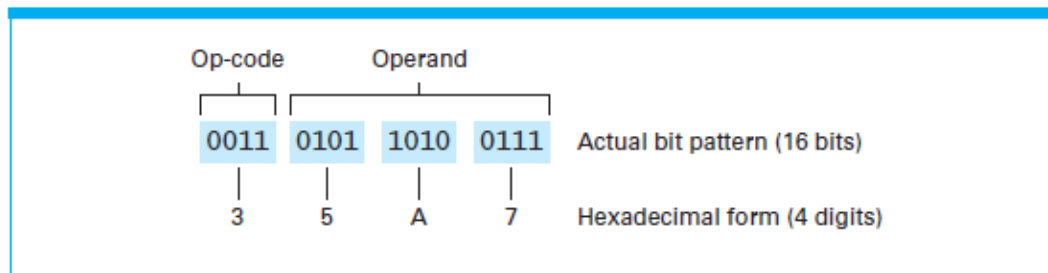 Op-code Operand
0011 0101 1010 0111 Actual bit pattern (16 bits)
3 5 A 7 Hexadecimal form (4 digits)